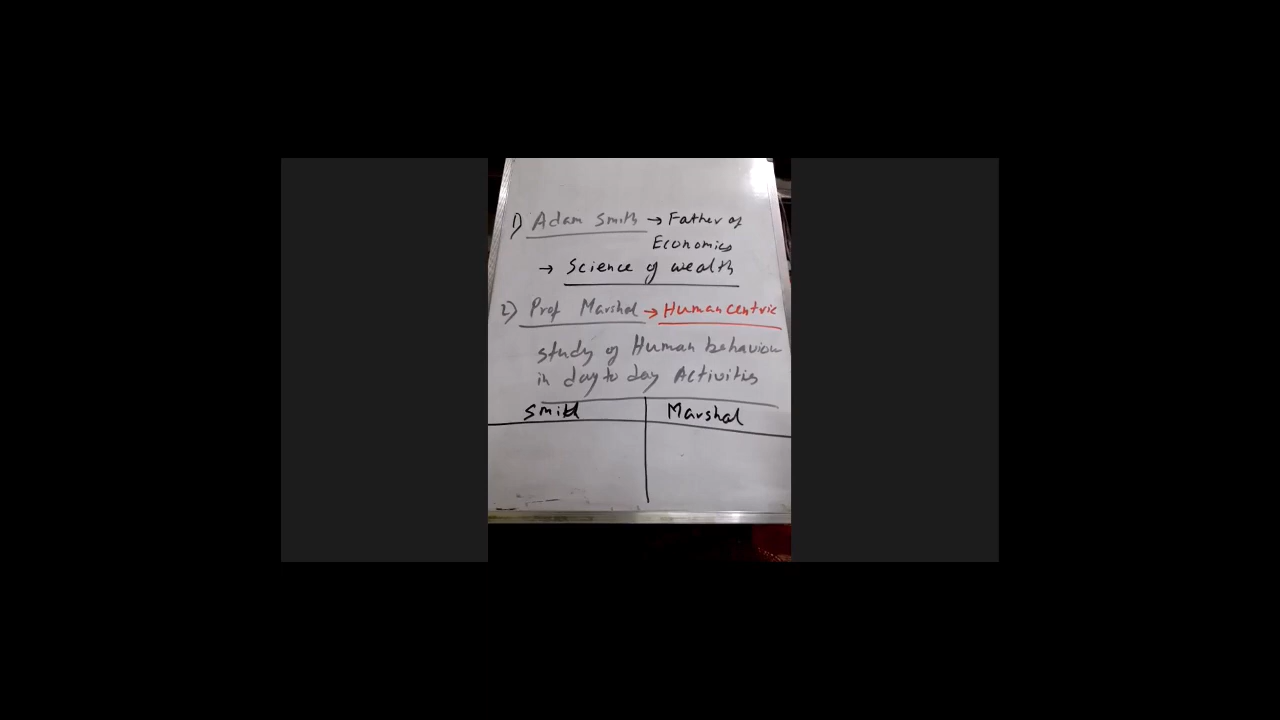 1) Adam Smith → Father of
Economics
→ Science of wealth
2) Prof Marshal → Human centric
study of Human behaviour
in day to day Activities
Smith Marshal